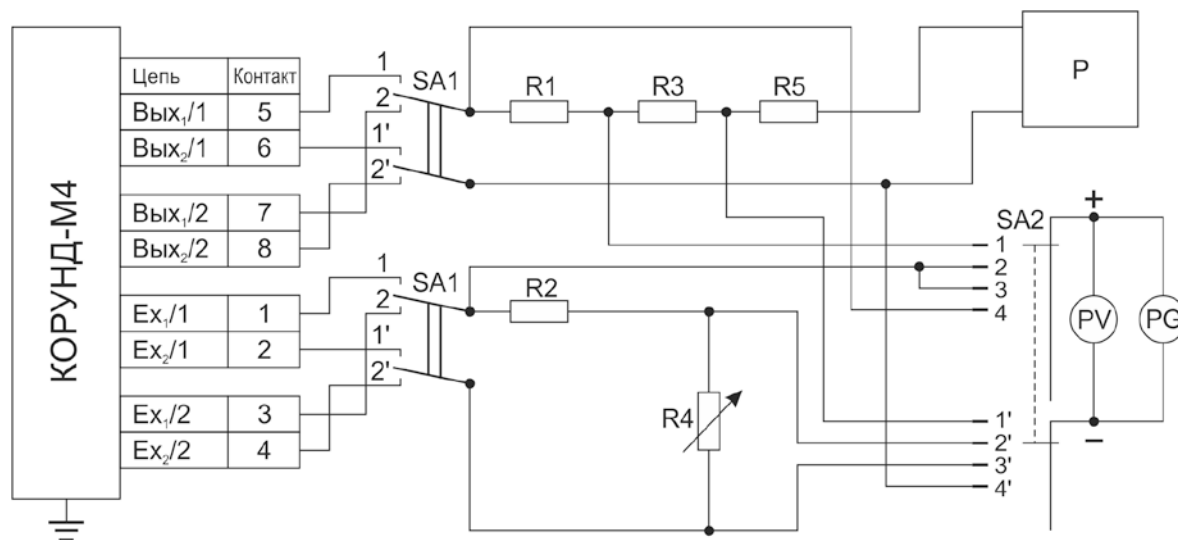 КОРУНД-М4
Цепь Контакт
Вых₁/1 5
Вых₂/1 6
Вых₁/2 7
Вых₂/2 8
Ех₁/1 1
Ех₂/1 2
Ех₁/2 3
Ех₂/2 4
1
2
1'
2'
SA1
R1
R3
R5
P
1
2
1'
2'
SA1
R2
R4
SA2
1
2
3
4
1'
2'
3'
4'
+
PV
PG
−